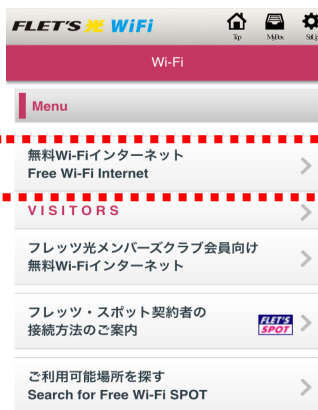 FLET'S WiFi
Top
MyBox
SetUp
Wi-Fi
Menu
無料Wi-Fiインターネット
Free Wi-Fi Internet
VISITORS
フレッツ光メンバーズクラブ会員向け
無料Wi-Fiインターネット
フレッツ・スポット契約者の
接続方法のご案内
FLET'S
SPOT
ご利用可能場所を探す
Search for Free Wi-Fi SPOT